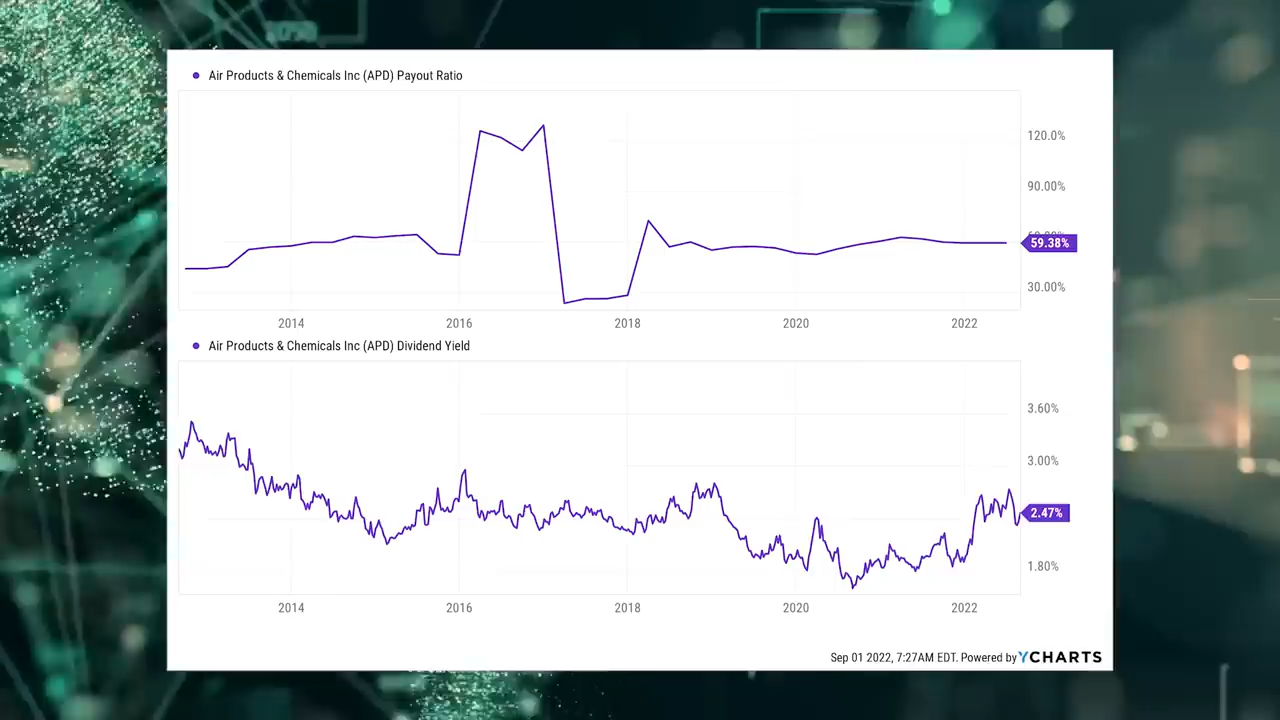 Air Products & Chemicals Inc (APD) Payout Ratio
120.0%
90.00%
59.38%
30.00%
2014 2016 2018 2020 2022
Air Products & Chemicals Inc (APD) Dividend Yield
3.60%
3.00%
2.47%
1.80%
2014 2016 2018 2020 2022
Sep 01 2022, 7:27AM EDT. Powered by YCHARTS